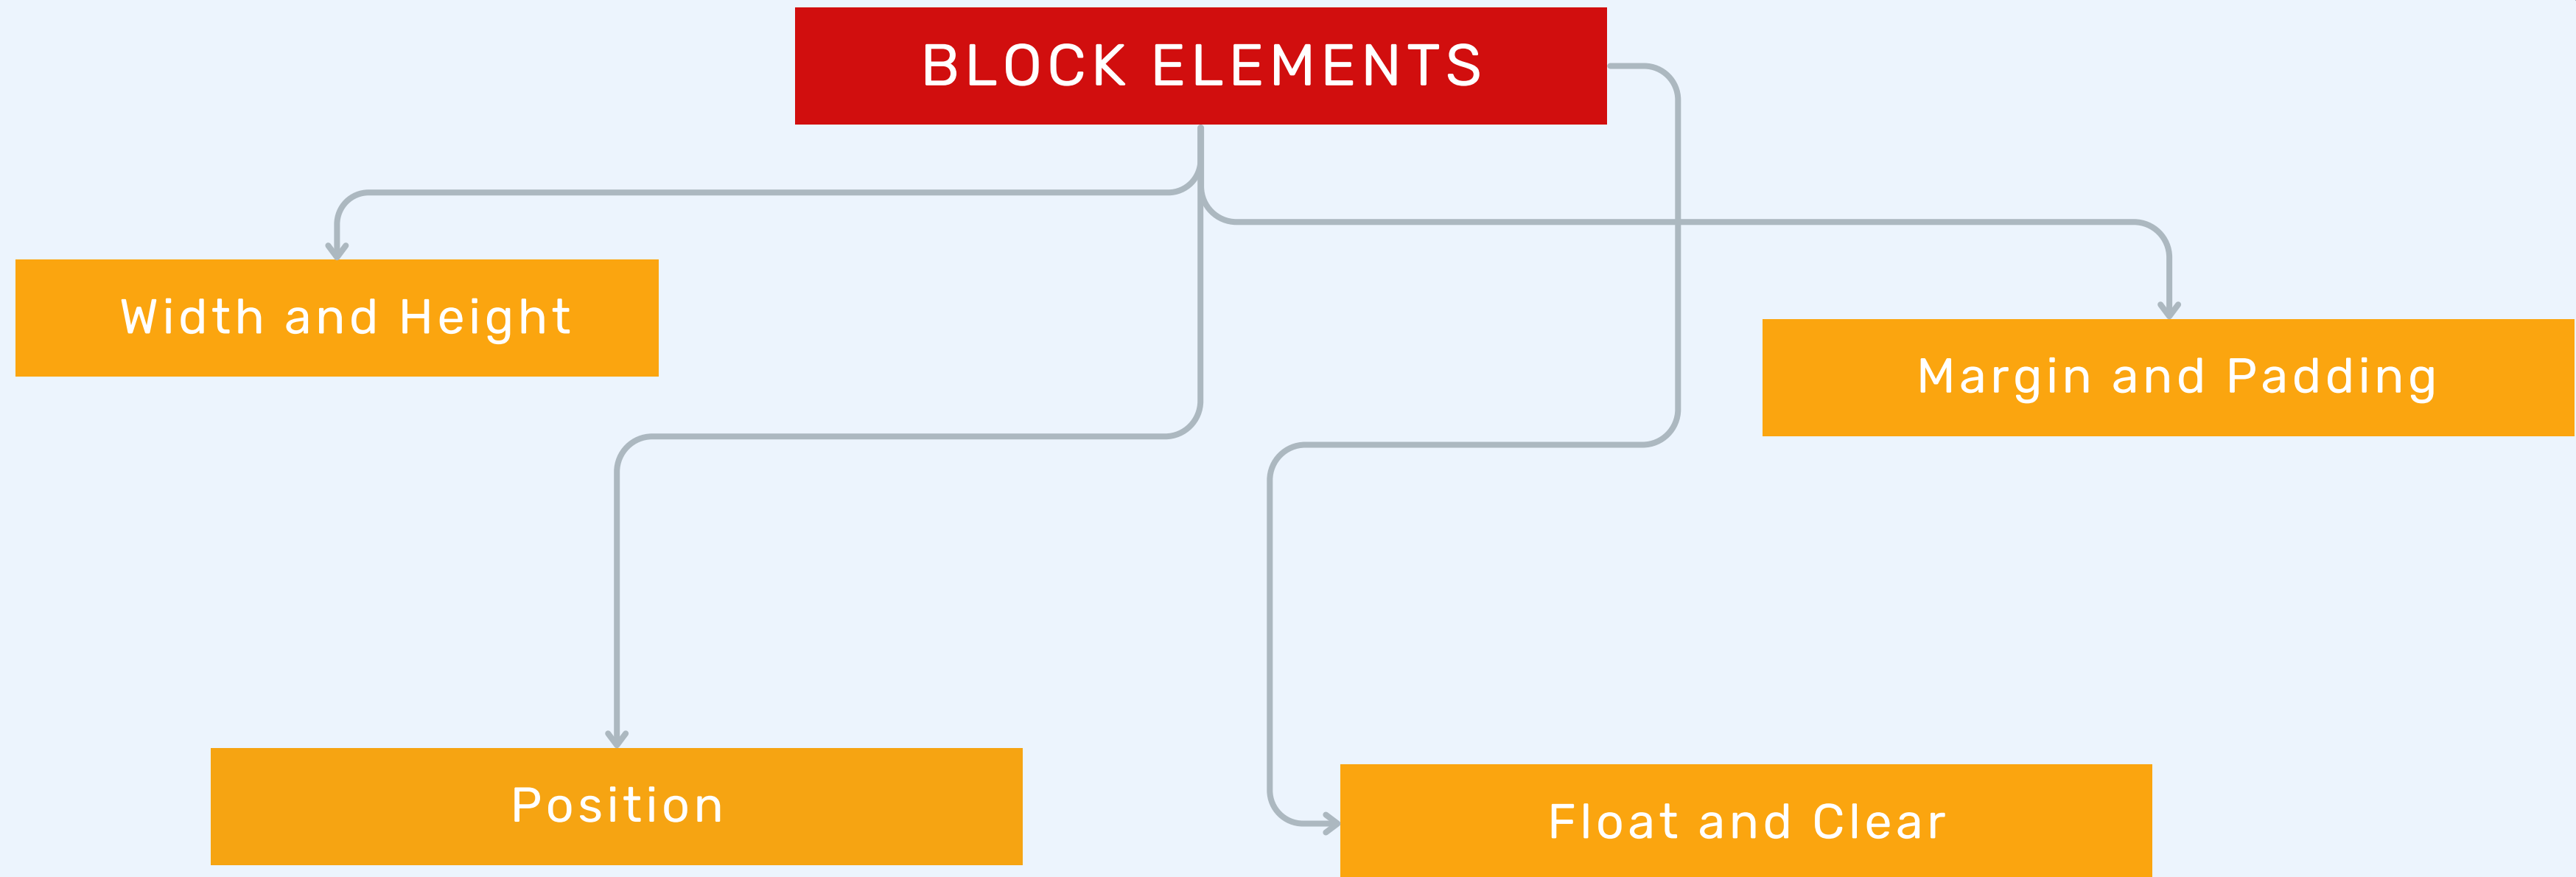 BLOCK ELEMENTS
Width and Height
Margin and Padding
Position
Float and Clear